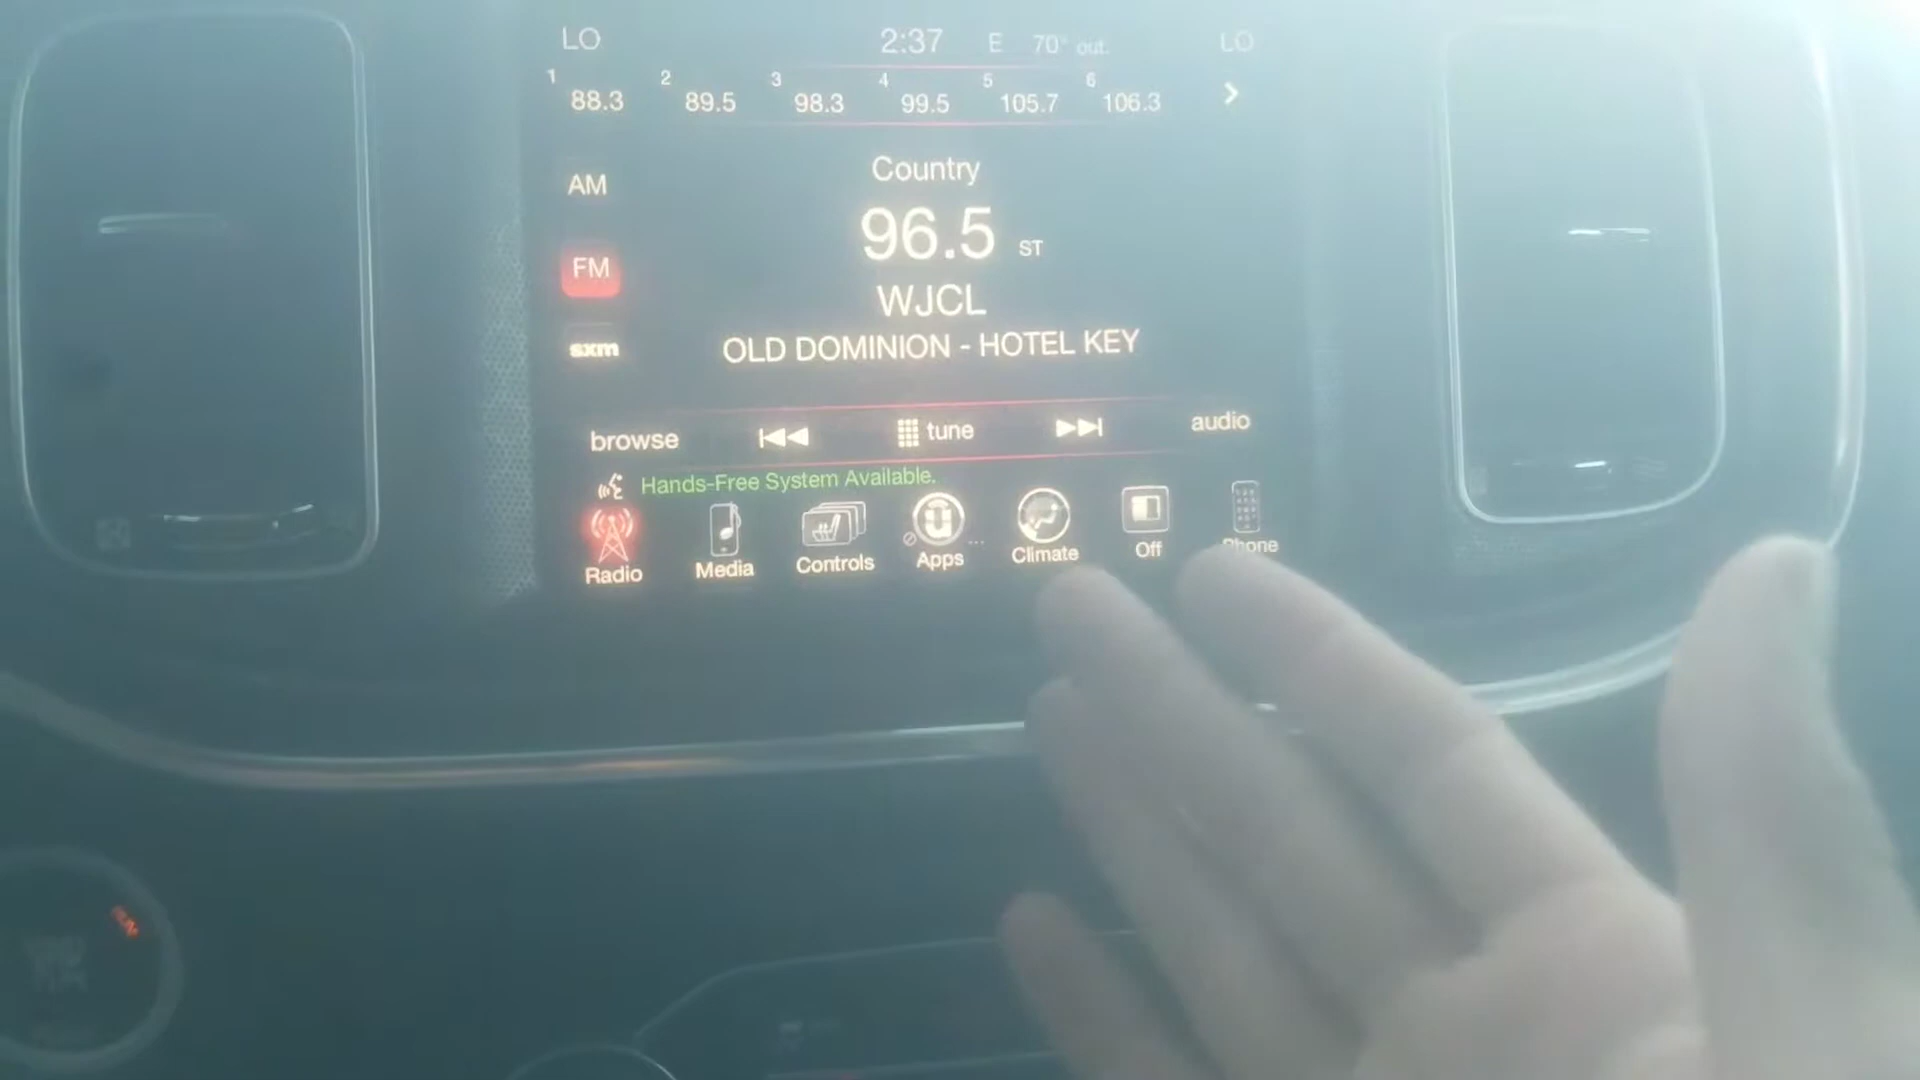 LO 2:37 E 70° out. LO
1 88.3 2 89.5 3 98.3 4 99.5 5 105.7 6 106.3
Country
AM
96.5 ST
FM
WJCL
sxm
OLD DOMINION - HOTEL KEY
browse tune audio
Hands-Free System Available.
Radio Media Controls Apps Climate Off Phone
RUN